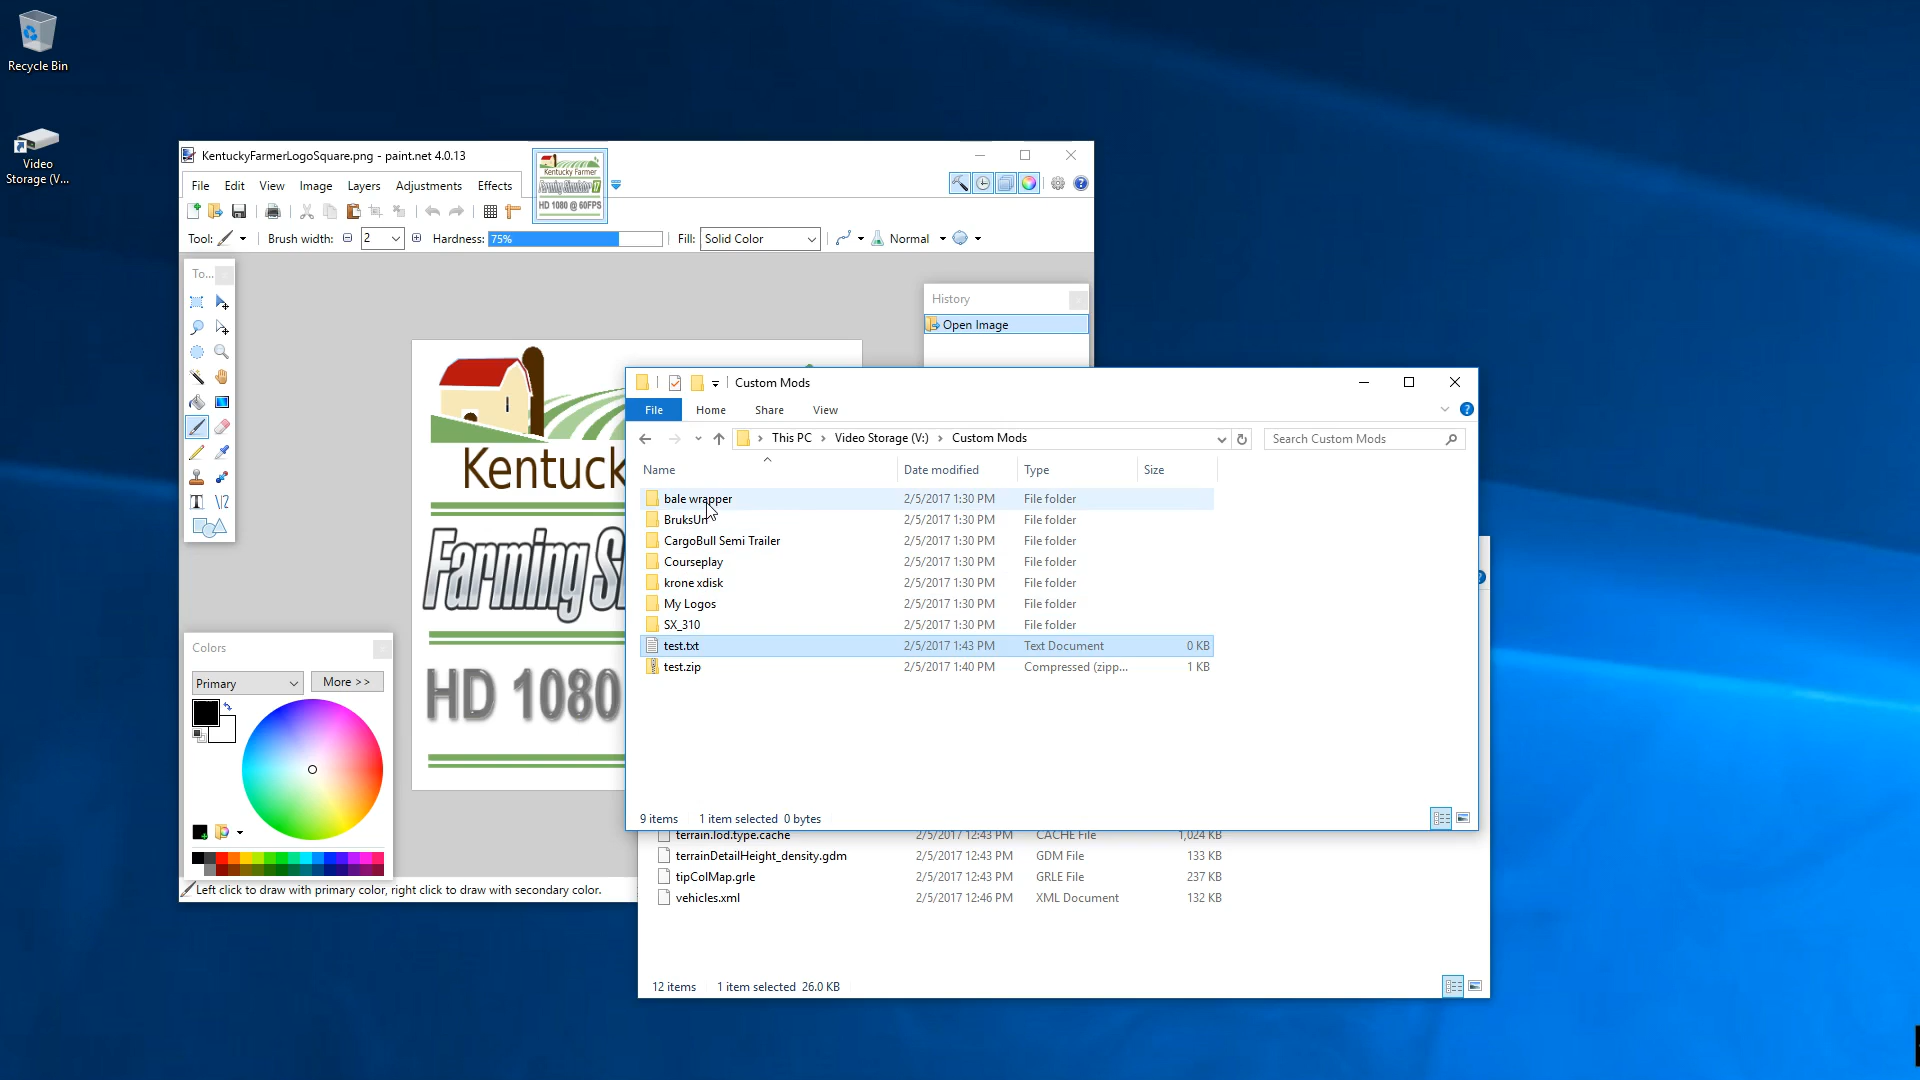 Recycle Bin
Video
Storage (V...
KentuckyFarmerLogoSquare.png - paint.net 4.0.13
File Edit View Image Layers Adjustments Effects
Kentucky Farmer
Farming Simulator 17
HD 1080 @ 60FPS
Tool: Brush width: 2 Hardness: 75% Fill: Solid Color Normal
To...
History
Open Image
Kentuck
Farming Si
HD 1080
Colors
Primary More >>
Left click to draw with primary color, right click to draw with secondary color.
Custom Mods
File Home Share View
This PC Video Storage (V:) Custom Mods Search Custom Mods
Name Date modified Type Size
bale wrapper 2/5/2017 1:30 PM File folder
BruksUn 2/5/2017 1:30 PM File folder
CargoBull Semi Trailer 2/5/2017 1:30 PM File folder
Courseplay 2/5/2017 1:30 PM File folder
krone xdisk 2/5/2017 1:30 PM File folder
My Logos 2/5/2017 1:30 PM File folder
SX_310 2/5/2017 1:30 PM File folder
test.txt 2/5/2017 1:43 PM Text Document 0 KB
test.zip 2/5/2017 1:40 PM Compressed (zipp... 1 KB
9 items 1 item selected 0 bytes
terrain.lod.type.cache 2/5/2017 12:43 PM CACHE File 1,024 KB
terrainDetailHeight_density.gdm 2/5/2017 12:43 PM GDM File 133 KB
tipColMap.grle 2/5/2017 12:43 PM GRLE File 237 KB
vehicles.xml 2/5/2017 12:46 PM XML Document 132 KB
12 items 1 item selected 26.0 KB